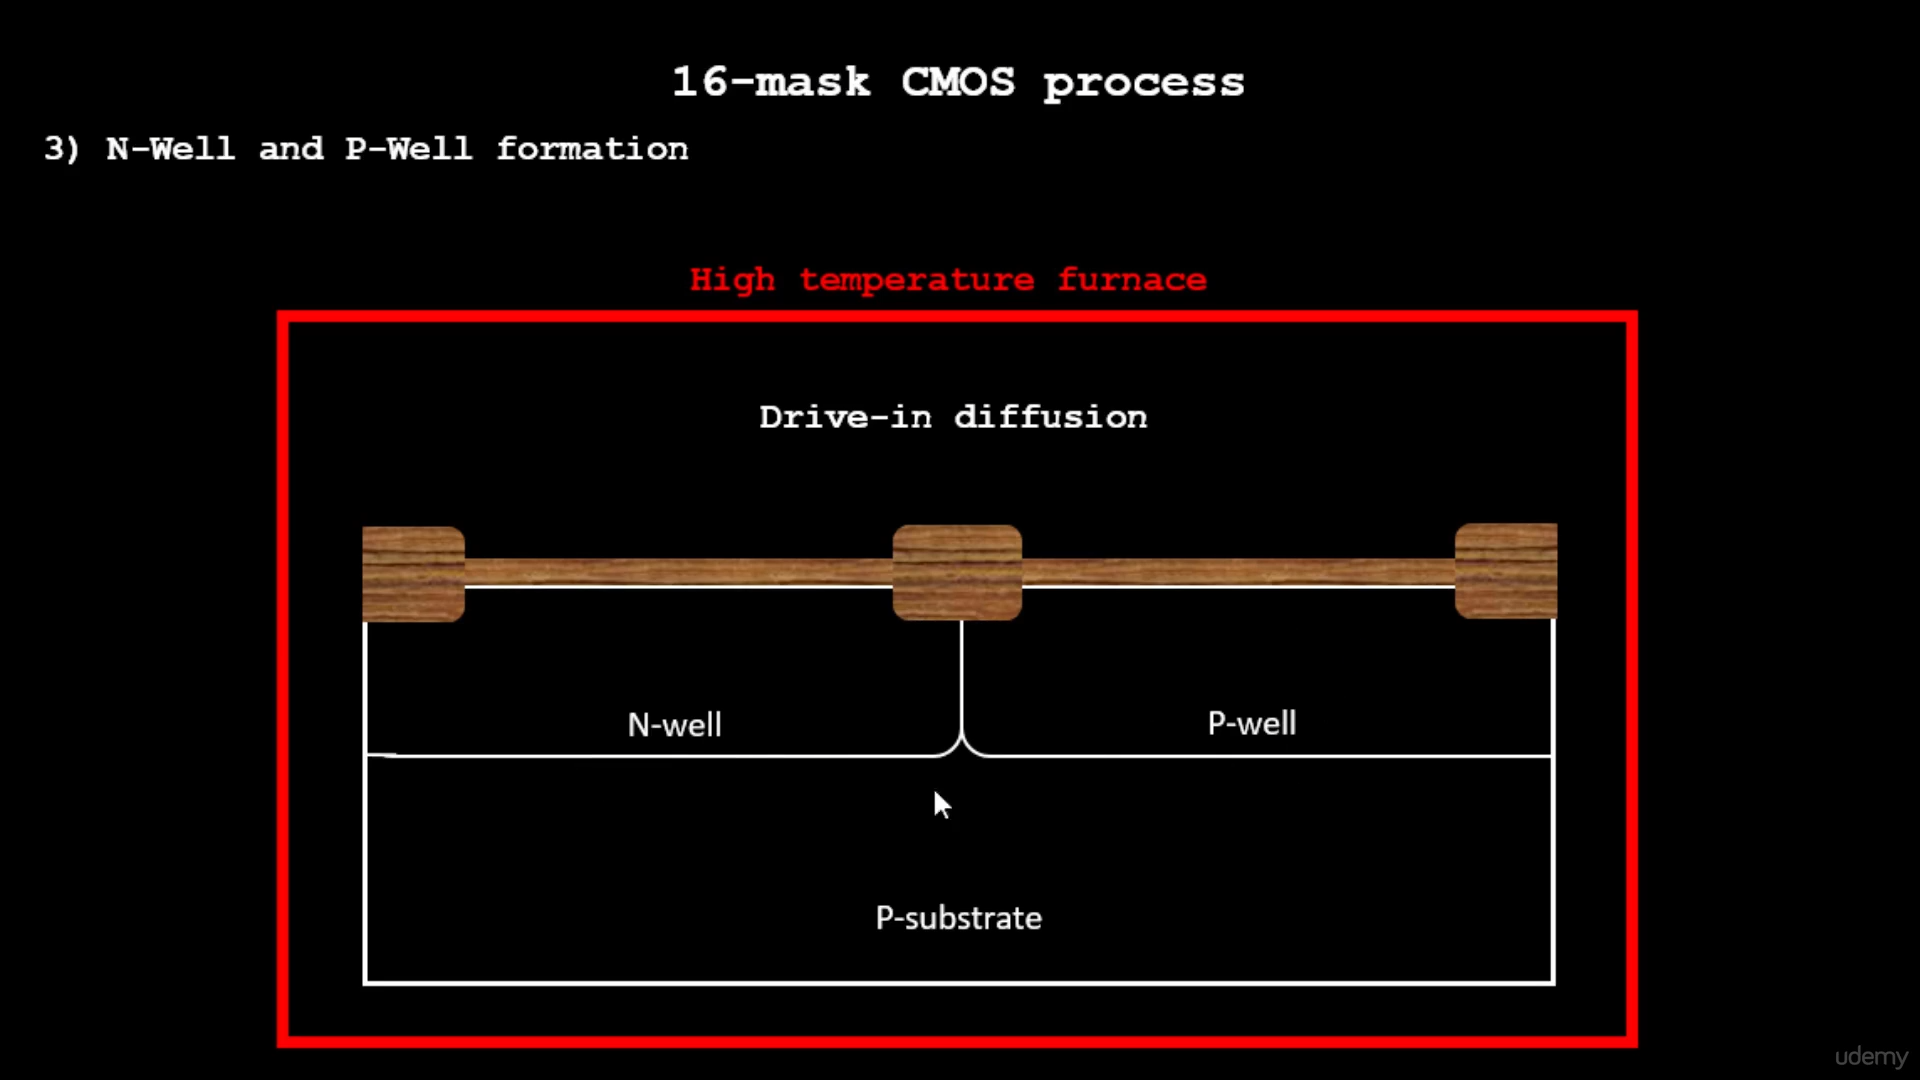 16-mask CMOS process
3) N-Well and P-Well formation
High temperature furnace
Drive-in diffusion
N-well
P-well
P-substrate
udemy